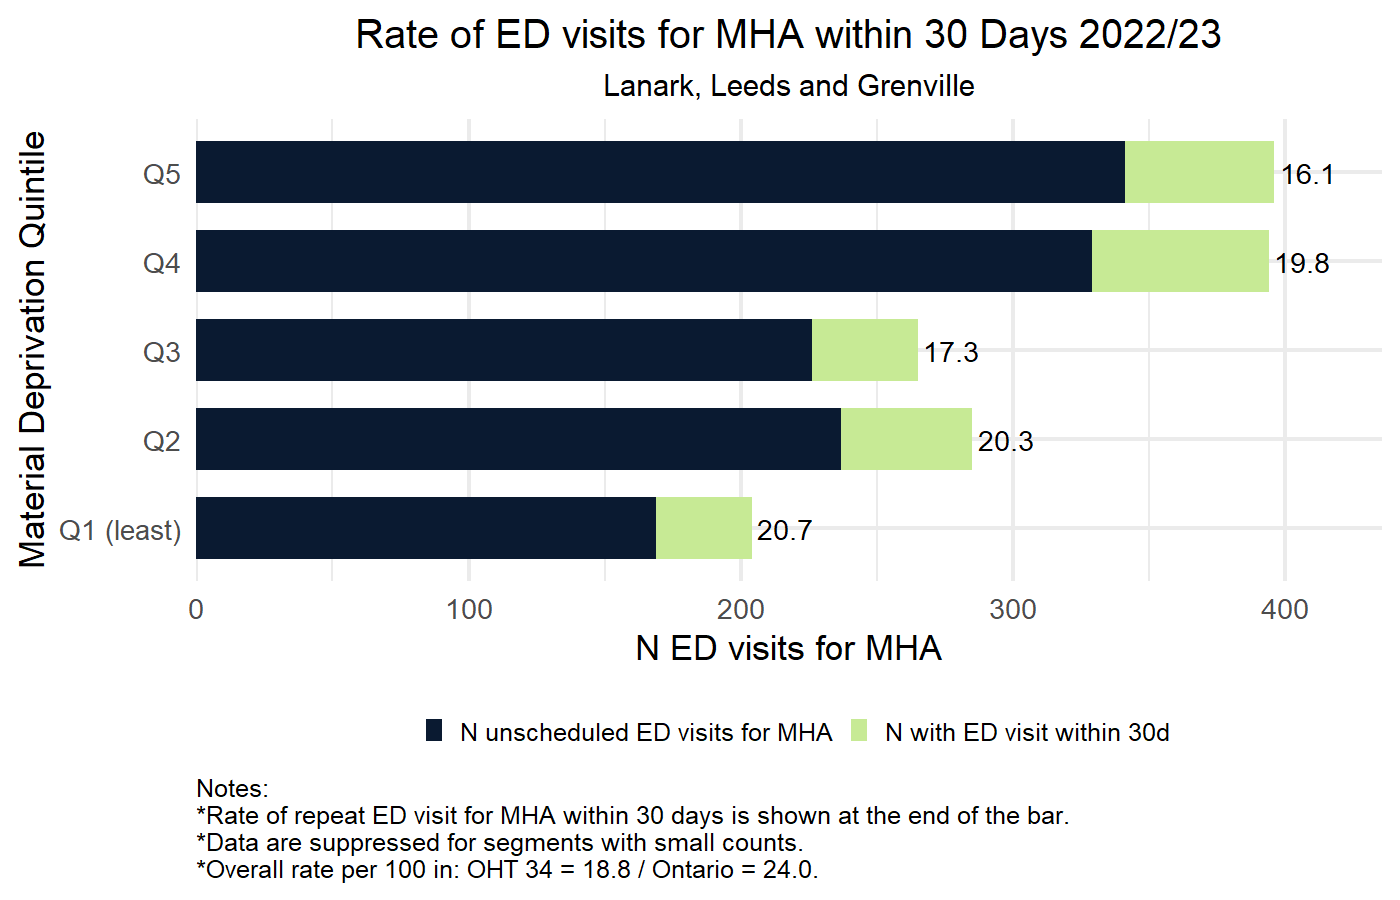 Rate of ED visits for MHA within 30 Days 2022/23
Lanark, Leeds and Grenville
Material Deprivation Quintile
Q5
16.1
Q4
19.8
Q3
17.3
Q2
20.3
Q1 (least)
20.7
0 100 200 300 400
N ED visits for MHA
N unscheduled ED visits for MHA N with ED visit within 30d
Notes:
*Rate of repeat ED visit for MHA within 30 days is shown at the end of the bar.
*Data are suppressed for segments with small counts.
*Overall rate per 100 in: OHT 34 = 18.8 / Ontario = 24.0.